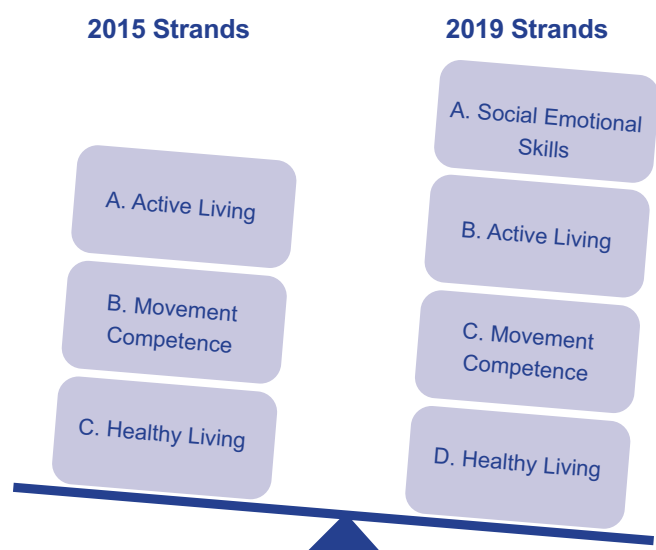 2015 Strands
A. Active Living
B. Movement
Competence
C. Healthy Living
2019 Strands
A. Social Emotional
Skills
B. Active Living
C. Movement
Competence
D. Healthy Living